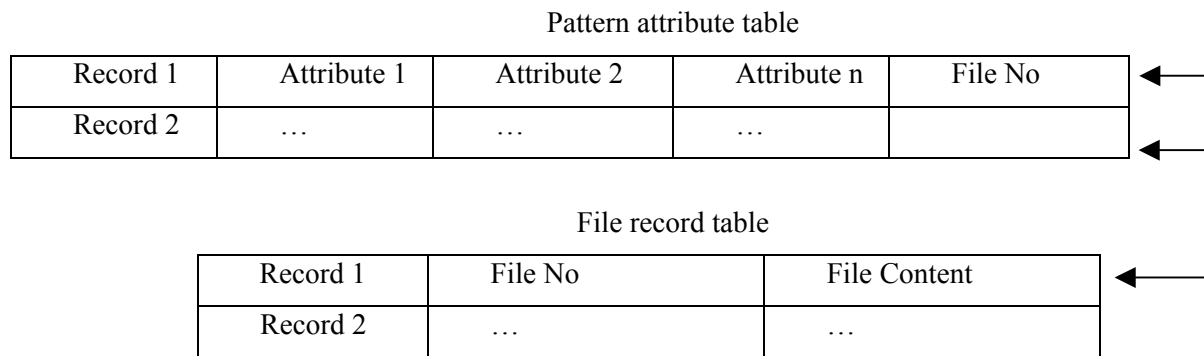 Pattern attribute table
Record 1 Attribute 1 Attribute 2 Attribute n File No
Record 2 … … …
File record table
Record 1 File No File Content
Record 2 … …